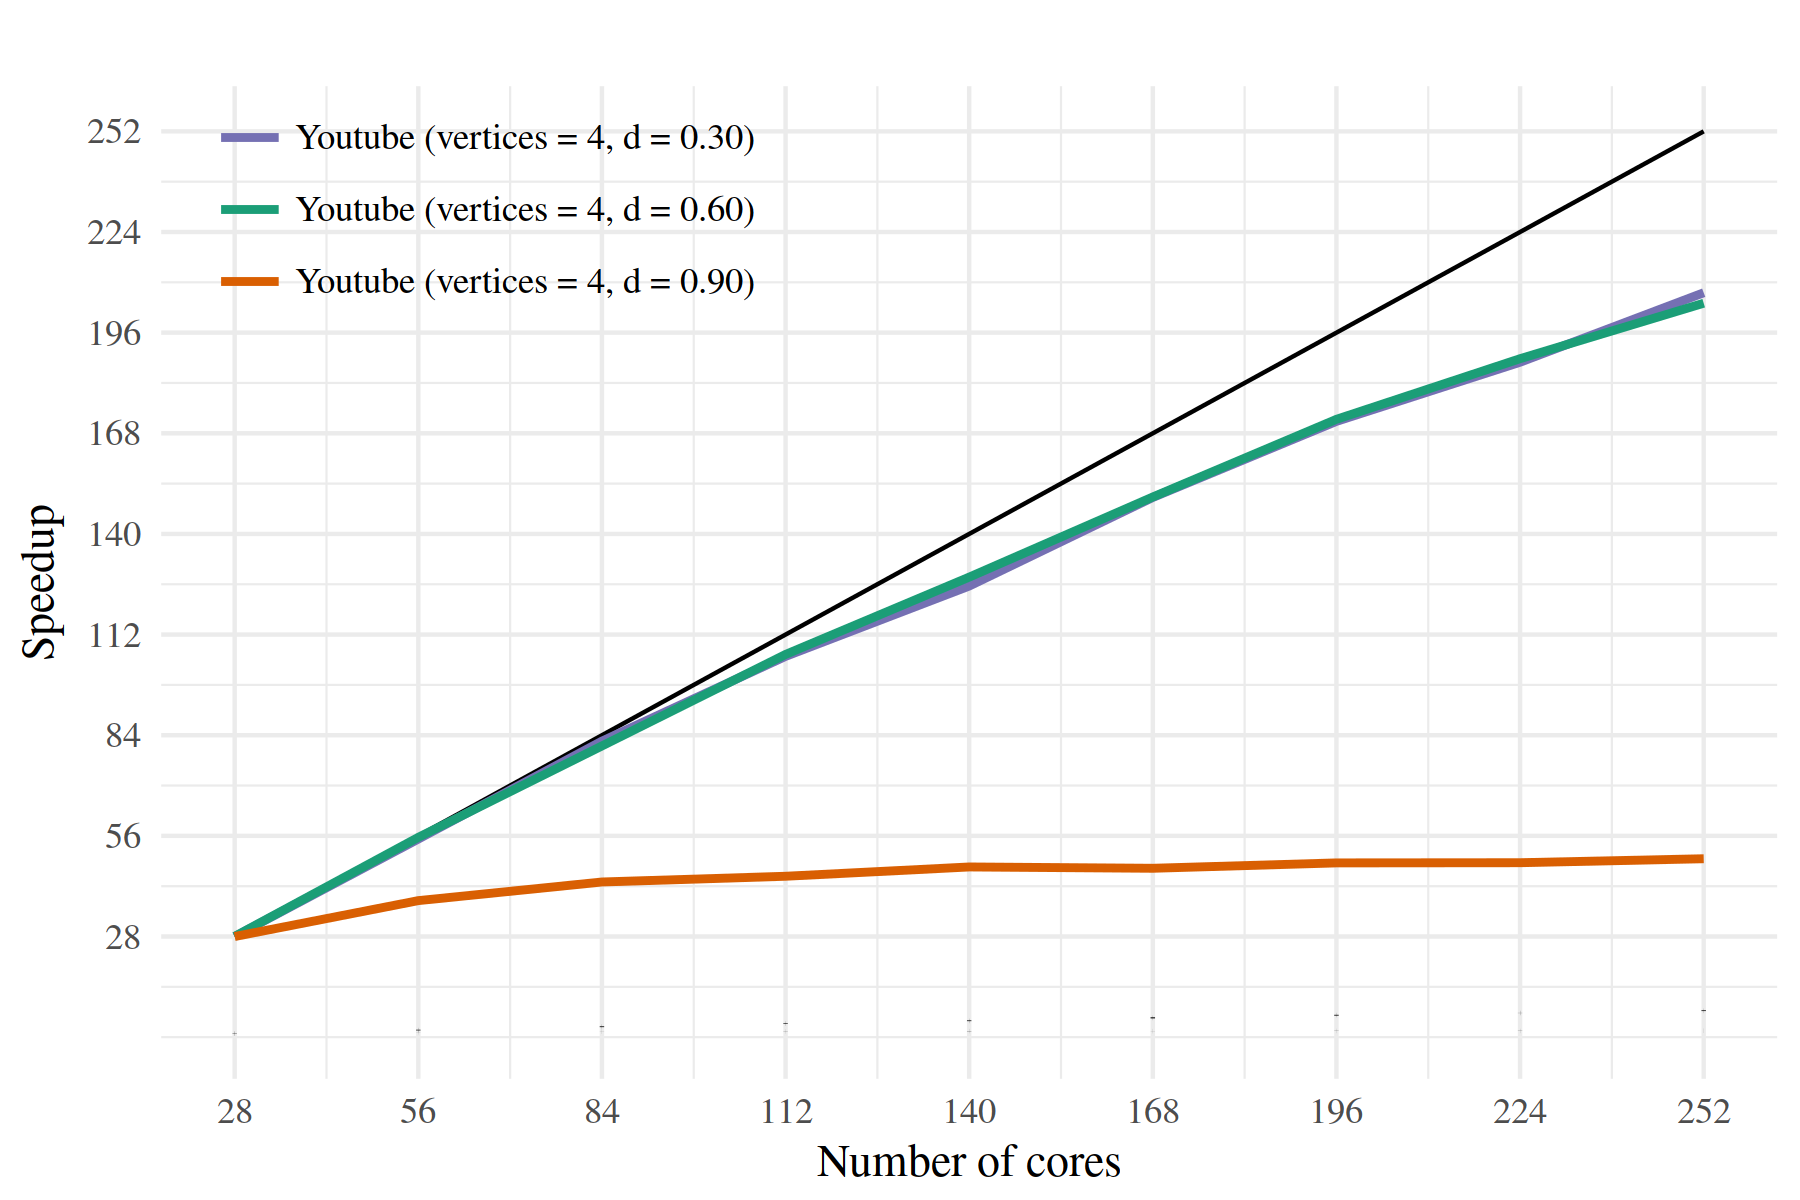 Youtube (vertices = 4, d = 0.30)
Youtube (vertices = 4, d = 0.60)
Youtube (vertices = 4, d = 0.90)
252
224
196
168
140
112
84
56
28
Speedup
28 56 84 112 140 168 196 224 252
Number of cores